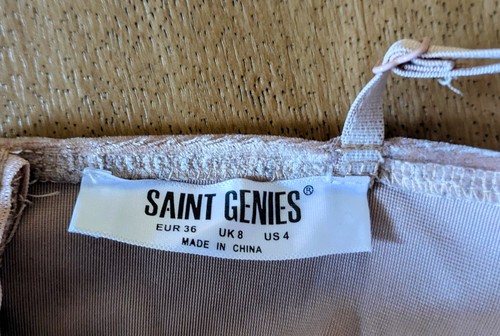 SAINT GENIES®
EUR 36 UK 8 US 4
MADE IN CHINA